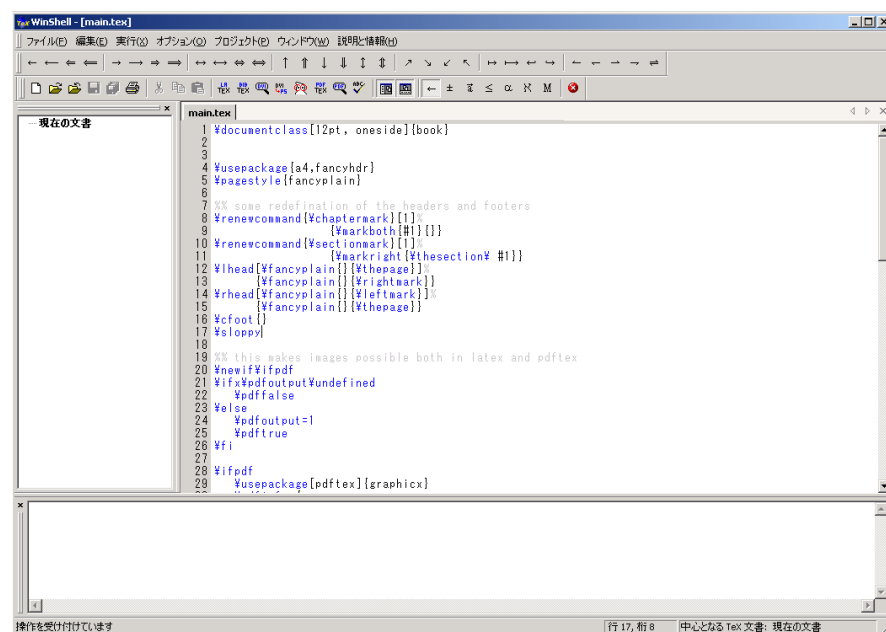 WinShell - [main.tex]
ファイル(F) 編集(E) 実行(X) オプション(O) プロジェクト(P) ウィンドウ(W) 説明と情報(H)
現在の文書
main.tex
1 ¥documentclass[12pt, oneside]{book}
2
3
4 ¥usepackage{a4,fancyhdr}
5 ¥pagestyle{fancyplain}
6
7 %% some redefination of the headers and footers
8 ¥renewcommand{¥chaptermark}[1]%
9 {¥markboth{#1}{}}
10 ¥renewcommand{¥sectionmark}[1]%
11 {¥markright{¥thesection¥ #1}}
12 ¥lhead[¥fancyplain{}{¥thepage}]%
13 {¥fancyplain{}{¥rightmark}}
14 ¥rhead[¥fancyplain{}{¥leftmark}]%
15 {¥fancyplain{}{¥thepage}}
16 ¥cfoot{}
17 ¥sloppy
18
19 %% this makes images possible both in latex and pdftex
20 ¥newif¥ifpdf
21 ¥ifx¥pdfoutput¥undefined
22 ¥pdffalse
23 ¥else
24 ¥pdfoutput=1
25 ¥pdftrue
26 ¥fi
27
28 ¥ifpdf
29 ¥usepackage[pdftex]{graphicx}
操作を受け付けています
行 17, 桁 8 中心となる TeX 文書: 現在の文書